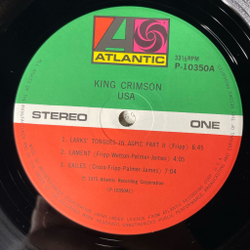 ATLANTIC
33⅓RPM
P-10350A
KING CRIMSON
USA
STEREO
ONE
1. LARKS' TONGUES IN ASPIC PART II (Fripp) 6:45
2. LAMENT (Fripp-Wetton-Palmer-James) 4:05
3. EXILES (Cross-Fripp-Palmer-James) 7:04
Atlantic Recording Corporation